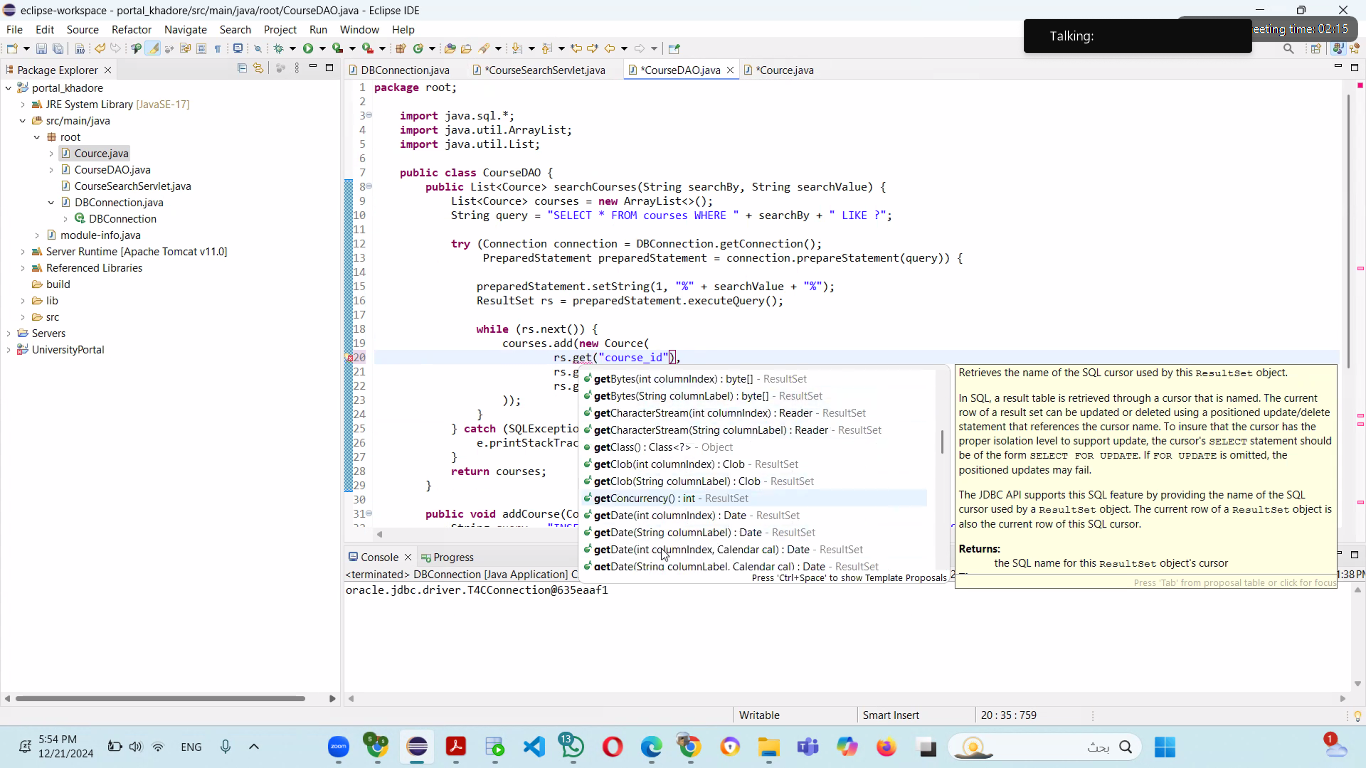 eclipse-workspace - portal_khadore/src/main/java/root/CourseDAO.java - Eclipse IDE
File Edit Source Refactor Navigate Search Project Run Window Help
Talking:
eeting time: 02:15
Package Explorer
DBConnection.java
*CourseSearchServlet.java
*CourseDAO.java
*Cource.java
portal_khadore
JRE System Library [JavaSE-17]
src/main/java
root
Cource.java
CourseDAO.java
CourseSearchServlet.java
DBConnection.java
DBConnection
module-info.java
Server Runtime [Apache Tomcat v11.0]
Referenced Libraries
build
lib
src
Servers
UniversityPortal
1 package root;
2
3 import java.sql.*;
4 import java.util.ArrayList;
5 import java.util.List;
6
7 public class CourseDAO {
8 public List<Cource> searchCourses(String searchBy, String searchValue) {
9 List<Cource> courses = new ArrayList<>();
10 String query = "SELECT * FROM courses WHERE " + searchBy + " LIKE ?";
11
12 try (Connection connection = DBConnection.getConnection();
13 PreparedStatement preparedStatement = connection.prepareStatement(query)) {
14
15 preparedStatement.setString(1, "%" + searchValue + "%");
16 ResultSet rs = preparedStatement.executeQuery();
17
18 while (rs.next()) {
19 courses.add(new Cource(
20 rs.get("course_id"),
21 rs.g
22 rs.g
23 ));
24 }
25 } catch (SQLException
26 e.printStackTrac
27 }
28 return courses;
29 }
30
31 public void addCourse(Co
getBytes(int columnIndex) : byte[] - ResultSet
getBytes(String columnLabel) : byte[] - ResultSet
getCharacterStream(int columnIndex) : Reader - ResultSet
getCharacterStream(String columnLabel) : Reader - ResultSet
getClass() : Class<?> - Object
getClob(int columnIndex) : Clob - ResultSet
getClob(String columnLabel) : Clob - ResultSet
getConcurrency() : int - ResultSet
getDate(int columnIndex) : Date - ResultSet
getDate(String columnLabel) : Date - ResultSet
getDate(int columnIndex, Calendar cal) : Date - ResultSet
getDate(String columnLabel, Calendar cal) : Date - ResultSet
Press 'Ctrl+Space' to show Template Proposals
Retrieves the name of the SQL cursor used by this ResultSet object.
In SQL, a result table is retrieved through a cursor that is named. The current
row of a result set can be updated or deleted using a positioned update/delete
statement that references the cursor name. To insure that the cursor has the
proper isolation level to support update, the cursor's SELECT statement should
be of the form SELECT FOR UPDATE. If FOR UPDATE is omitted, the
positioned updates may fail.
The JDBC API supports this SQL feature by providing the name of the SQL
cursor used by a ResultSet object. The current row of a ResultSet object is
also the current row of this SQL cursor.
Returns:
the SQL name for this ResultSet object's cursor
Press 'Tab' from proposal table or click for focus
Console
Progress
<terminated> DBConnection [Java Application] C
1:38 PM
oracle.jdbc.driver.T4CConnection@635eaaf1
Writable
Smart Insert
20 : 35 : 759
5:54 PM
12/21/2024
ENG
13
بحث
1